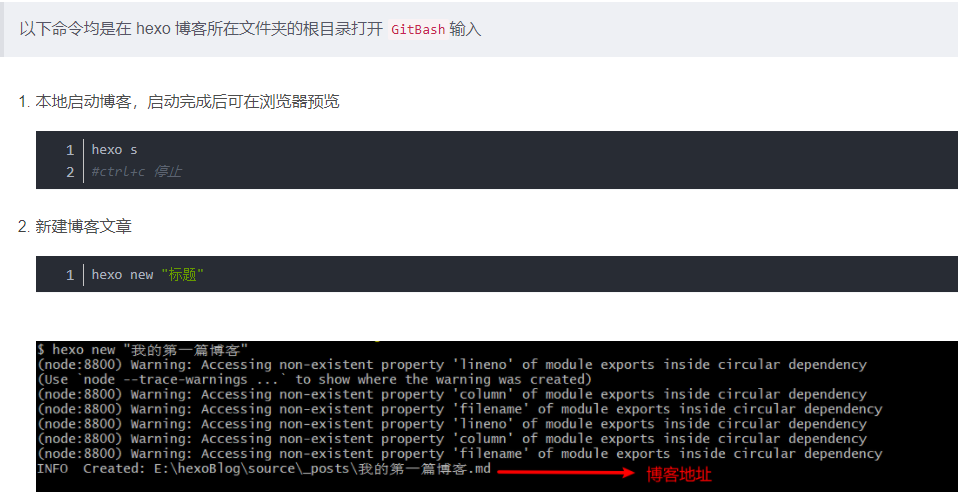 以下命令均是在 hexo 博客所在文件夹的根目录打开 GitBash 输入
1. 本地启动博客，启动完成后可在浏览器预览
1 hexo s
2 #ctrl+c 停止
2. 新建博客文章
1 hexo new "标题"
$ hexo new "我的第一篇博客"
(node:8800) Warning: Accessing non-existent property 'lineno' of module exports inside circular dependency
(Use `node --trace-warnings ...` to show where the warning was created)
(node:8800) Warning: Accessing non-existent property 'column' of module exports inside circular dependency
(node:8800) Warning: Accessing non-existent property 'filename' of module exports inside circular dependency
(node:8800) Warning: Accessing non-existent property 'lineno' of module exports inside circular dependency
(node:8800) Warning: Accessing non-existent property 'column' of module exports inside circular dependency
(node:8800) Warning: Accessing non-existent property 'filename' of module exports inside circular dependency
INFO  Created: E:\hexoBlog\source\_posts\我的第一篇博客.md 博客地址